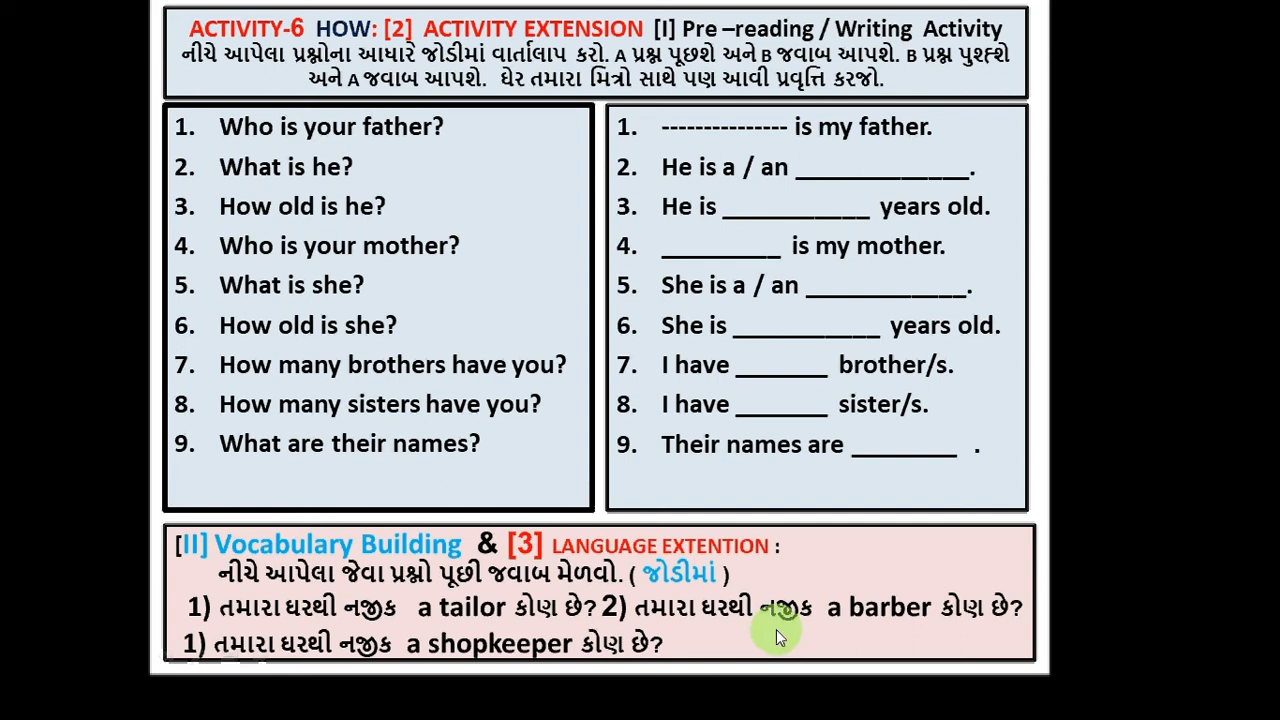 ACTIVITY-6 HOW: [2] ACTIVITY EXTENSION [I] Pre –reading / Writing Activity
નીચે આપેલા પ્રશ્નોના આધારે જોડીમાં વાર્તાલાપ કરો. A પ્રશ્ન પૂછશે અને B જવાબ આપશે. B પ્રશ્ન પુશ્હ્શે
અને A જવાબ આપશે. ઘેર તમારા મિત્રો સાથે પણ આવી પ્રવૃત્તિ કરજો.
1. Who is your father?
2. What is he?
3. How old is he?
4. Who is your mother?
5. What is she?
6. How old is she?
7. How many brothers have you?
8. How many sisters have you?
9. What are their names?
1. --------------- is my father.
2. He is a / an _____________.
3. He is ___________ years old.
4. _________ is my mother.
5. She is a / an ____________.
6. She is ___________ years old.
7. I have _______ brother/s.
8. I have _______ sister/s.
9. Their names are ________ .
[II] Vocabulary Building & [3] LANGUAGE EXTENTION :
નીચે આપેલા જેવા પ્રશ્નો પૂછી જવાબ મેળવો. ( જોડીમાં )
1) તમારા ઘરથી નજીક a tailor કોણ છે? 2) તમારા ઘરથી નજીક a barber કોણ છે?
1) તમારા ઘરથી નજીક a shopkeeper કોણ છે?